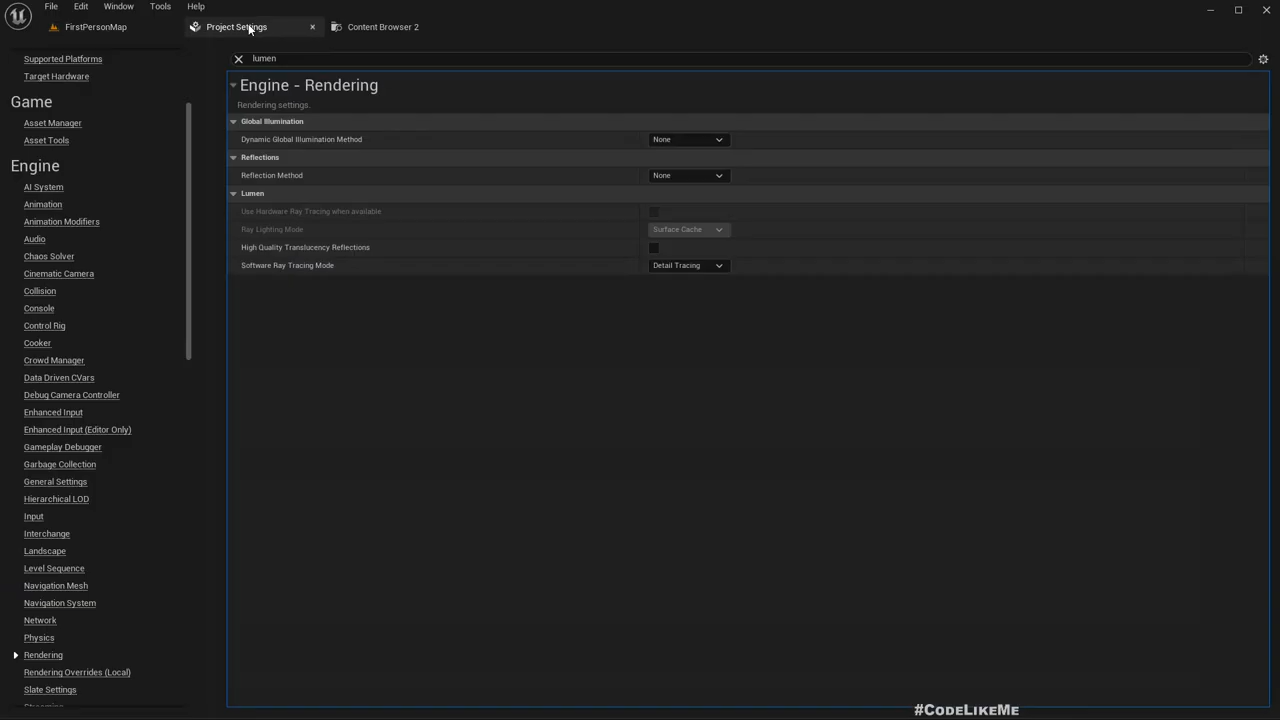 File Edit Window Tools Help
FirstPersonMap Project Settings Content Browser 2
Supported Platforms
Target Hardware
Game
Asset Manager
Asset Tools
Engine
AI System
Animation
Animation Modifiers
Audio
Chaos Solver
Cinematic Camera
Collision
Console
Control Rig
Cooker
Crowd Manager
Data Driven CVars
Debug Camera Controller
Enhanced Input
Enhanced Input (Editor Only)
Gameplay Debugger
Garbage Collection
General Settings
Hierarchical LOD
Input
Interchange
Landscape
Level Sequence
Navigation Mesh
Navigation System
Network
Physics
Rendering
Rendering Overrides (Local)
Slate Settings
lumen
Engine - Rendering
Rendering settings.
Global Illumination
Dynamic Global Illumination Method None
Reflections
Reflection Method None
Lumen
Use Hardware Ray Tracing when available
Ray Lighting Mode Surface Cache
High Quality Translucency Reflections
Software Ray Tracing Mode Detail Tracing
#CodeLikeMe